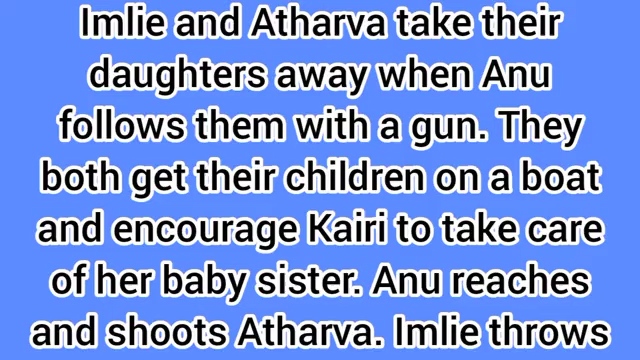 Imlie and Atharva take their
daughters away when Anu
follows them with a gun. They
both get their children on a boat
and encourage Kairi to take care
of her baby sister. Anu reaches
and shoots Atharva. Imlie throws